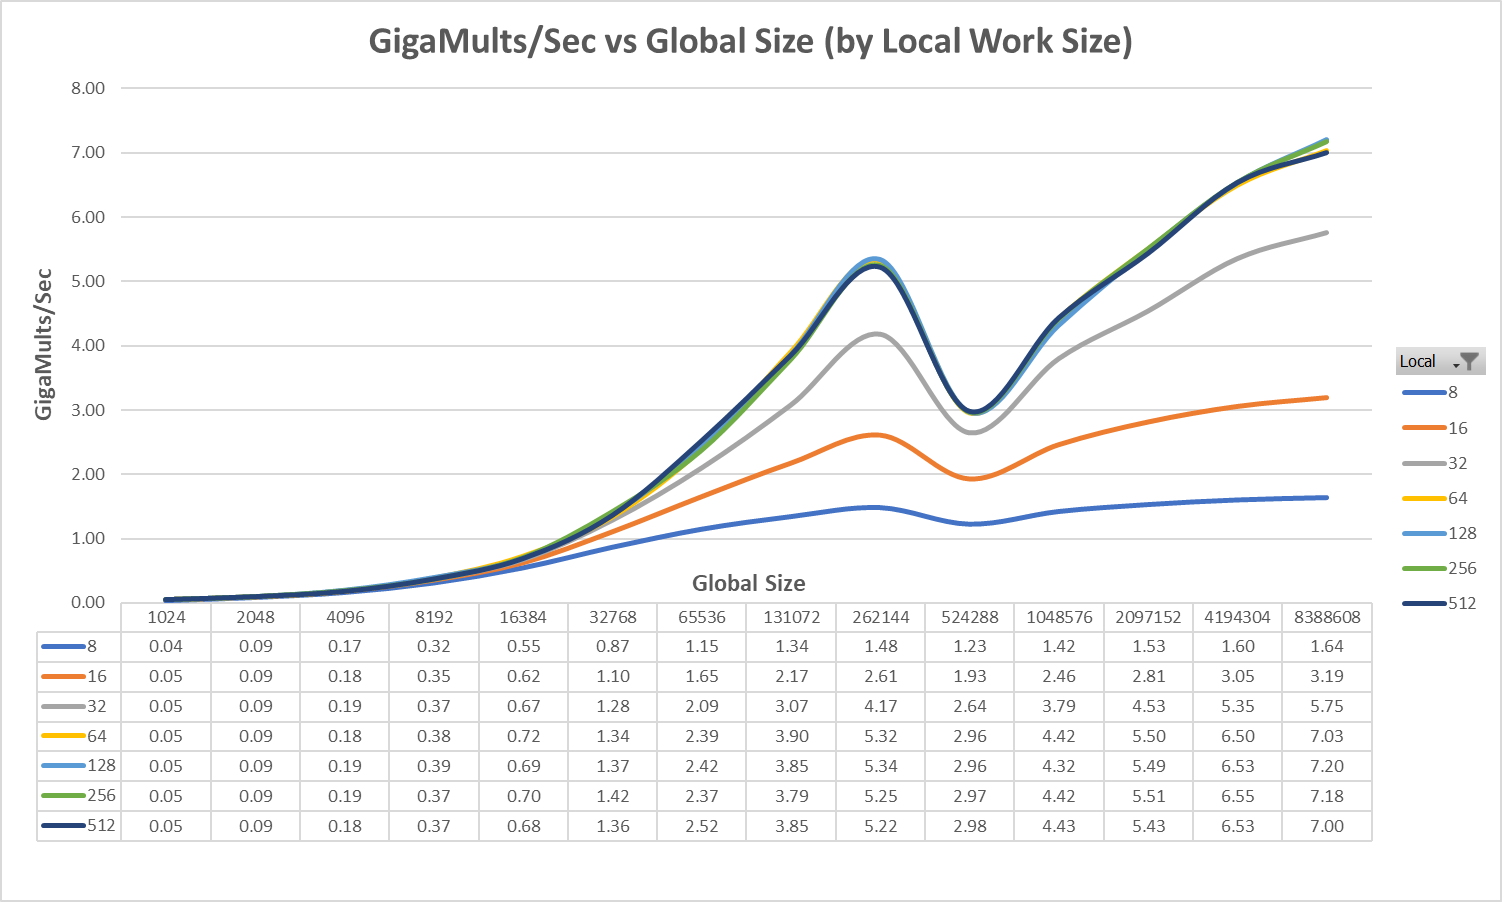 GigaMults/Sec vs Global Size (by Local Work Size)
8.00
7.00
6.00
5.00
4.00
3.00
2.00
1.00
0.00
GigaMults/Sec
Global Size
1024 2048 4096 8192 16384 32768 65536 131072 262144 524288 1048576 2097152 4194304 8388608
8 0.04 0.09 0.17 0.32 0.55 0.87 1.15 1.34 1.48 1.23 1.42 1.53 1.60 1.64
16 0.05 0.09 0.18 0.35 0.62 1.10 1.65 2.17 2.61 1.93 2.46 2.81 3.05 3.19
32 0.05 0.09 0.19 0.37 0.67 1.28 2.09 3.07 4.17 2.64 3.79 4.53 5.35 5.75
64 0.05 0.09 0.18 0.38 0.72 1.34 2.39 3.90 5.32 2.96 4.42 5.50 6.50 7.03
128 0.05 0.09 0.19 0.39 0.69 1.37 2.42 3.85 5.34 2.96 4.32 5.49 6.53 7.20
256 0.05 0.09 0.19 0.37 0.70 1.42 2.37 3.79 5.25 2.97 4.42 5.51 6.55 7.18
512 0.05 0.09 0.18 0.37 0.68 1.36 2.52 3.85 5.22 2.98 4.43 5.43 6.53 7.00
Local
8
16
32
64
128
256
512